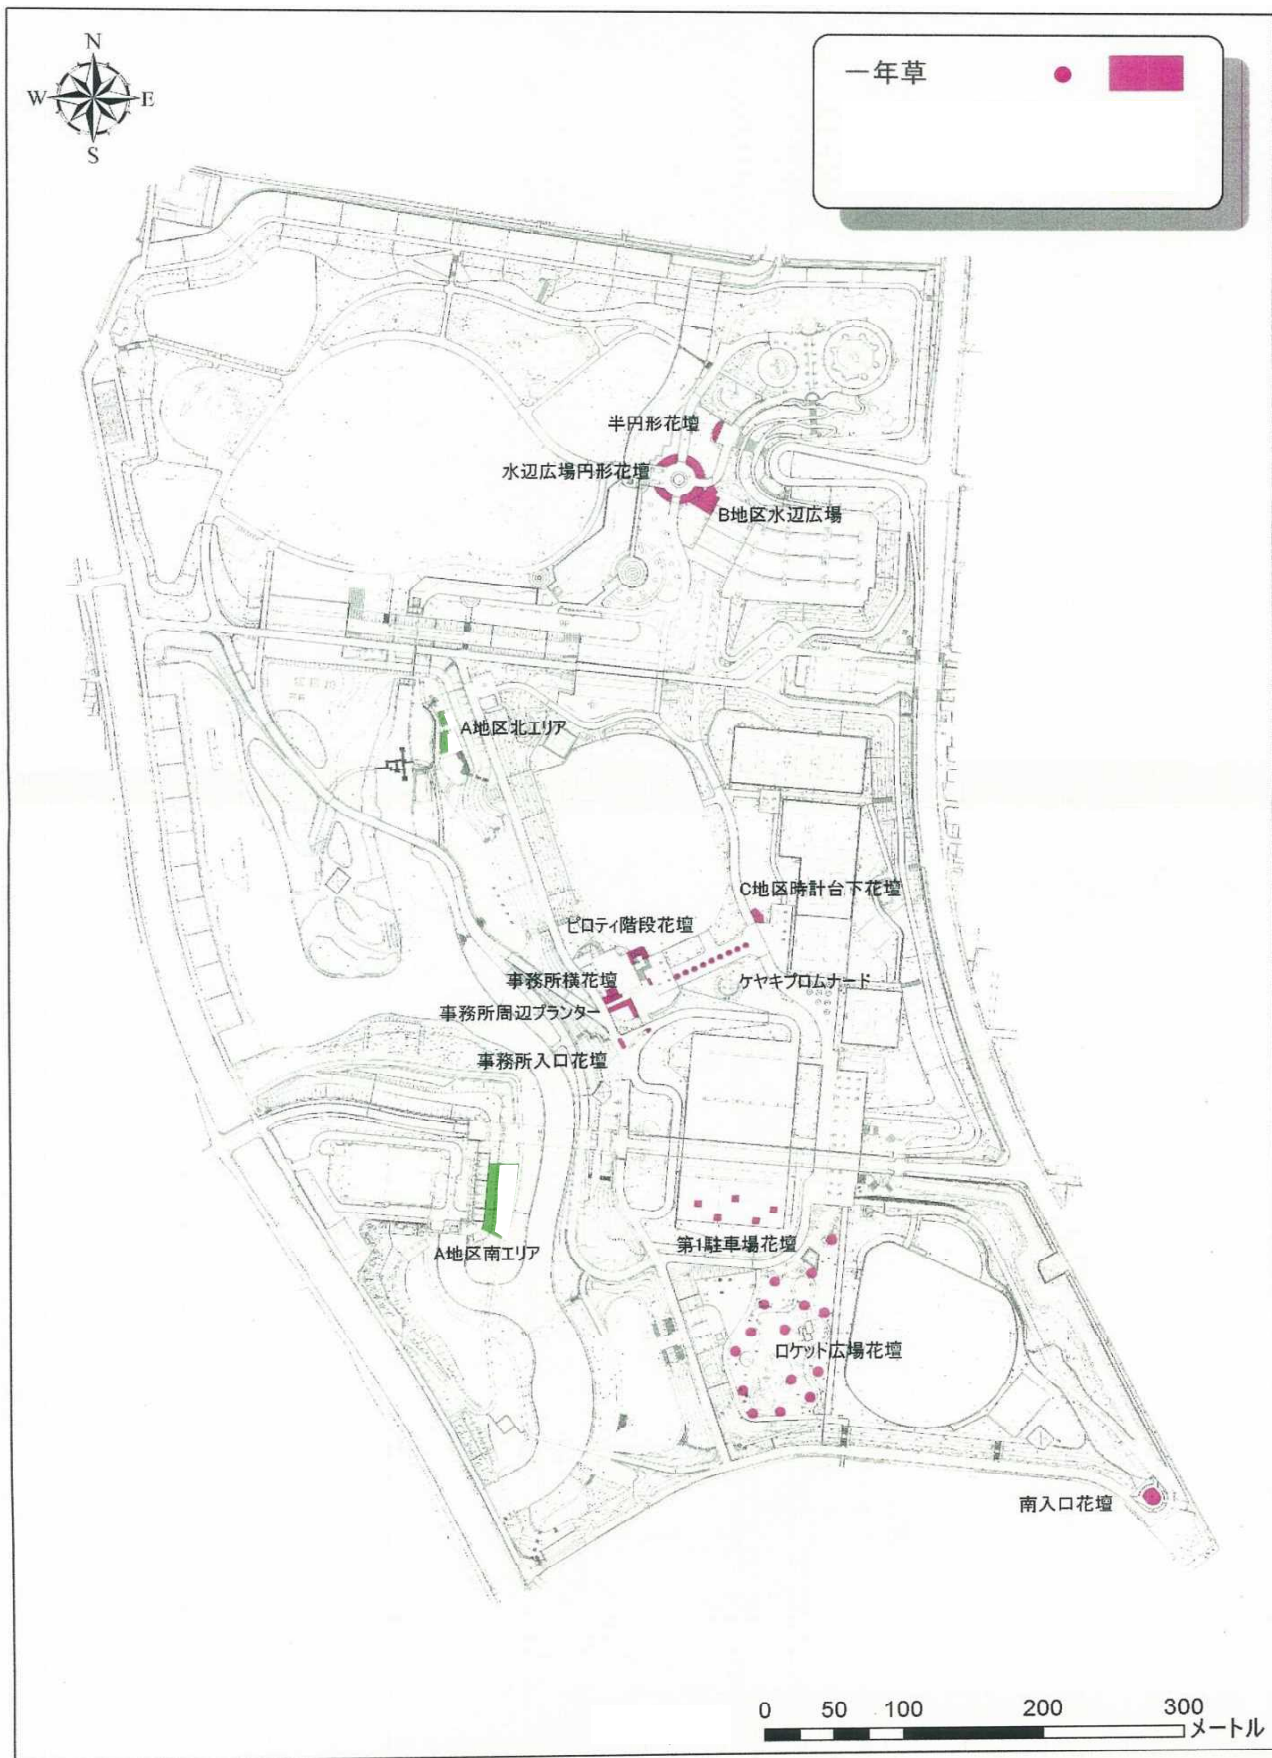 N
W
E
S
一年草
半円形花壇
水辺広場円形花壇
B地区水辺広場
A地区北エリア
C地区時計台下花壇
ピロティ階段花壇
事務所横花壇
ケヤキプロムナード
事務所周辺プランター
事務所入口花壇
第1駐車場花壇
A地区南エリア
ロケット広場花壇
南入口花壇
0 50 100 200 300
メートル